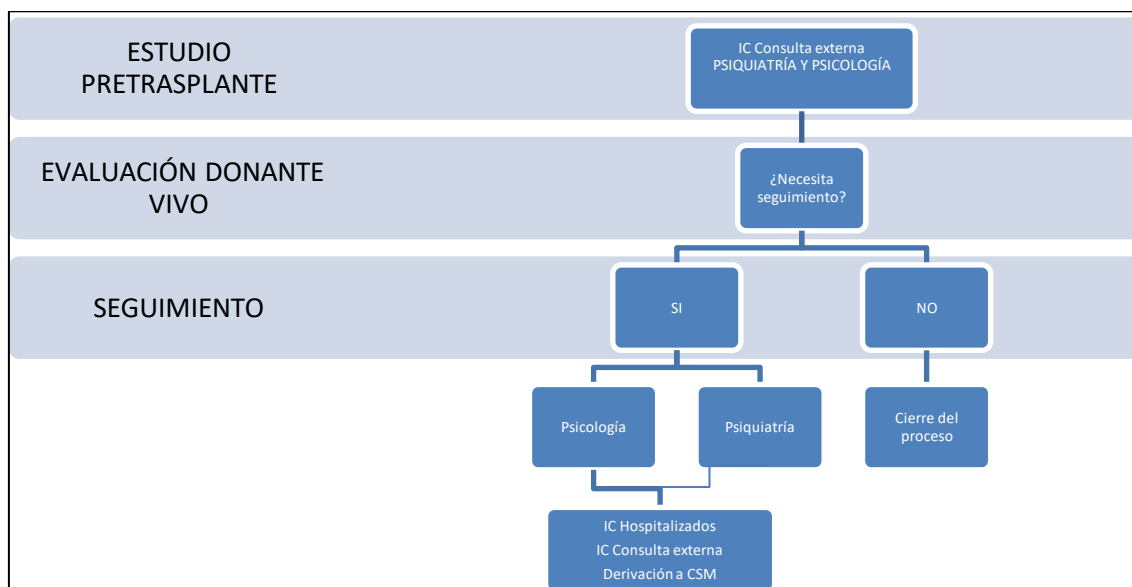 ESTUDIO
PRETRASPLANTE
IC Consulta externa
PSIQUIATRÍA Y PSICOLOGÍA
EVALUACIÓN DONANTE
VIVO
¿Necesita
seguimiento?
SEGUIMIENTO
SI
NO
Psicología
Psiquiatría
Cierre del
proceso
IC Hospitalizados
IC Consulta externa
Derivación a CSM